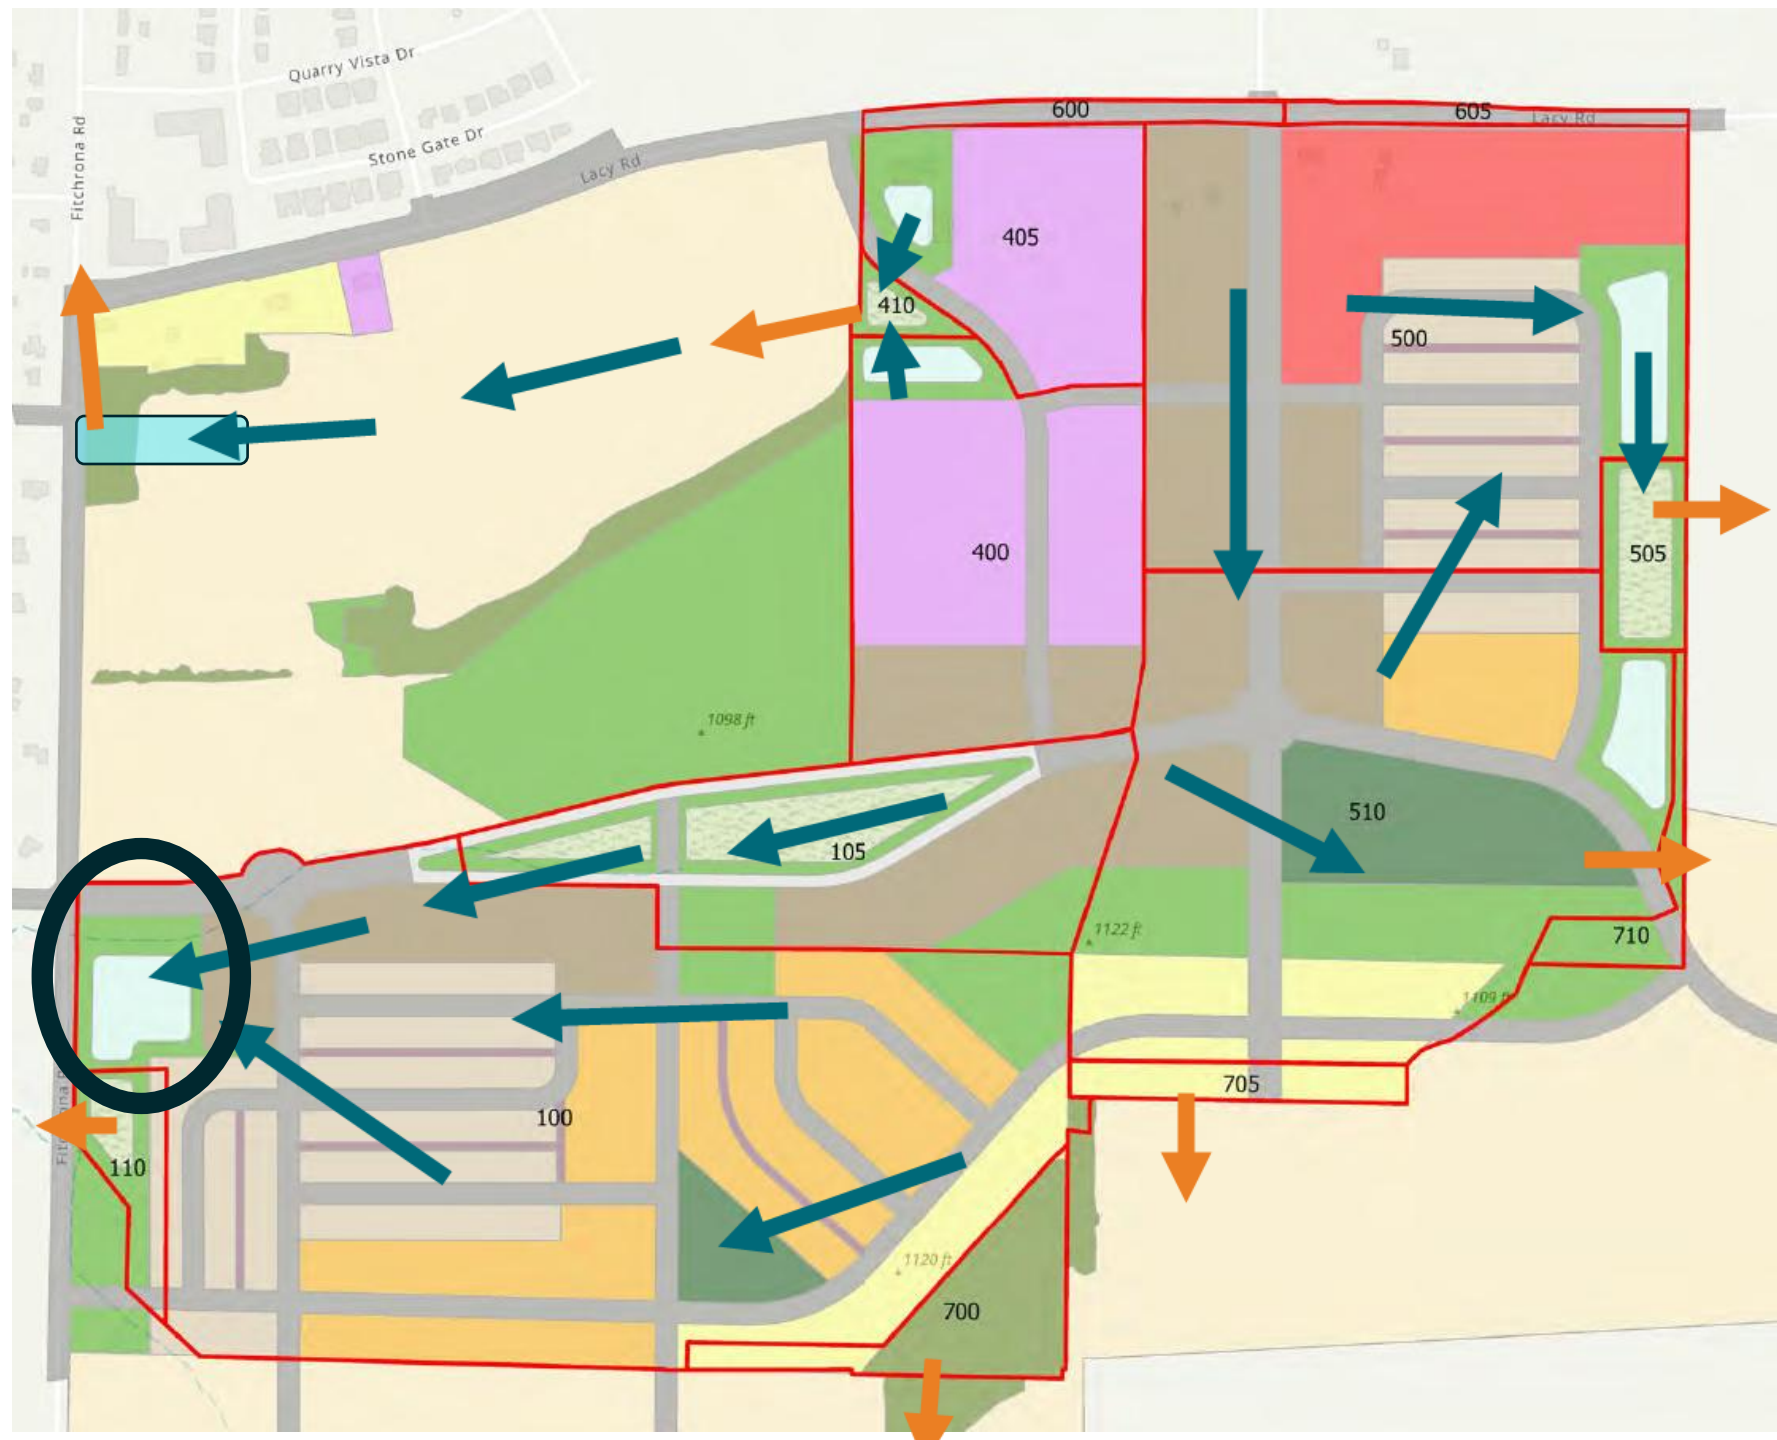 Quarry Vista Dr
Stone Gate Dr
Fitchrona Rd
Lacy Rd
600
605
Lacy Rd
405
410
500
400
505
1098 ft
510
105
1122 ft
710
1109 ft
705
100
110
1120 ft
700